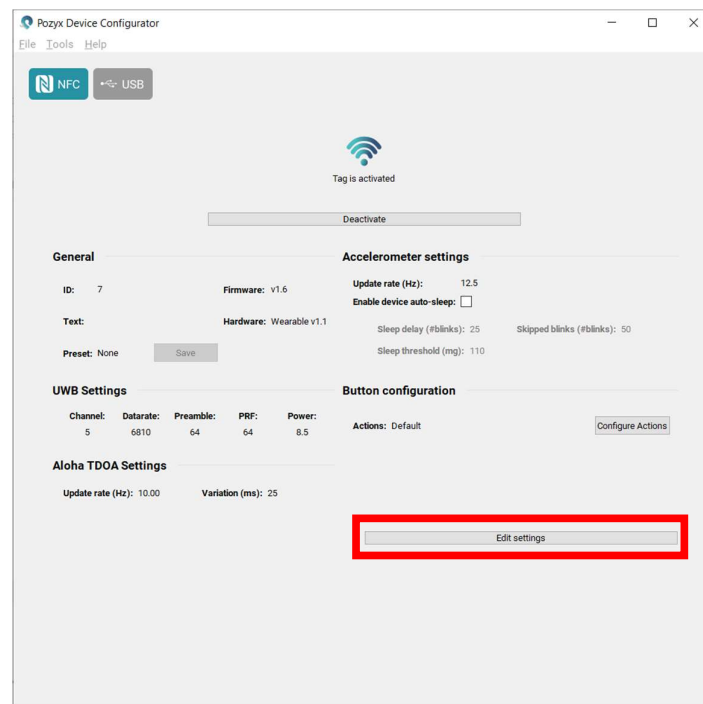 Pozyx Device Configurator
File Tools Help
NFC USB
Tag is activated
Deactivate
General
ID: 7 Firmware: v1.6
Text: Hardware: Wearable v1.1
Preset: None Save
Accelerometer settings
Update rate (Hz): 12.5
Enable device auto-sleep:
Sleep delay (#blinks): 25 Skipped blinks (#blinks): 50
Sleep threshold (mg): 110
UWB Settings
Channel: Datarate: Preamble: PRF: Power:
5 6810 64 64 8.5
Button configuration
Actions: Default Configure Actions
Aloha TDOA Settings
Update rate (Hz): 10.00 Variation (ms): 25
Edit settings